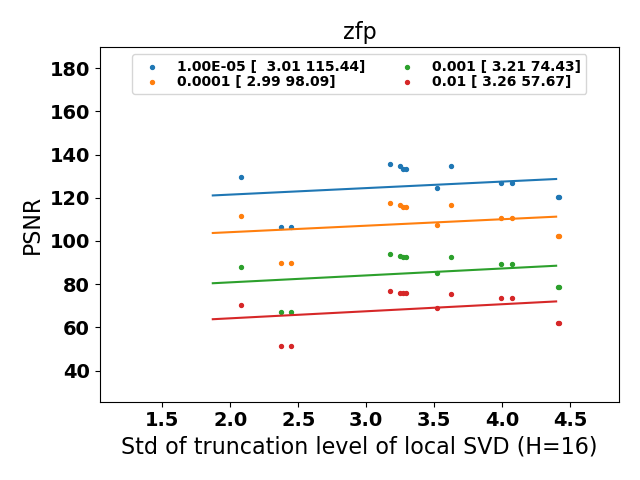 zfp
1.00E-05 [  3.01 115.44]
0.0001 [ 2.99 98.09]
0.001 [ 3.21 74.43]
0.01 [ 3.26 57.67]
PSNR
180
160
140
120
100
80
60
40
1.5 2.0 2.5 3.0 3.5 4.0 4.5
Std of truncation level of local SVD (H=16)